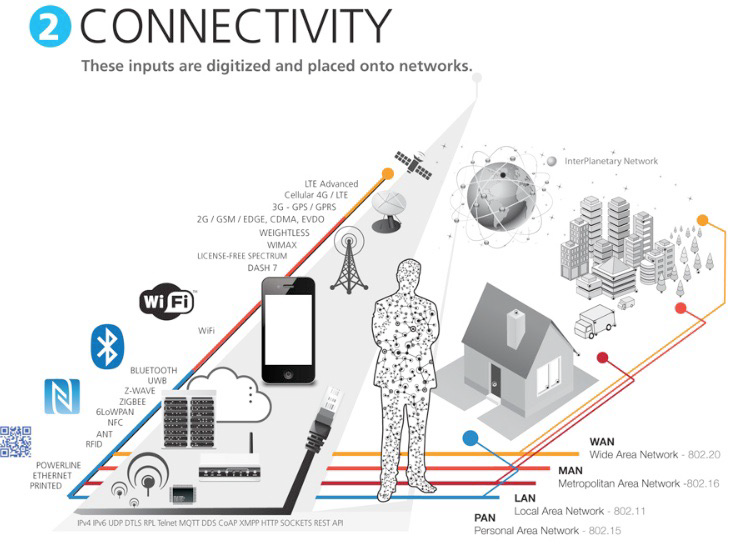 2 CONNECTIVITY
These inputs are digitized and placed onto networks.
InterPlanetary Network
LTE Advanced
Cellular 4G / LTE
3G - GPS / GPRS
2G / GSM / EDGE, CDMA, EVDO
WEIGHTLESS
WIMAX
LICENSE-FREE SPECTRUM
DASH 7
Wi Fi
WiFi
BLUETOOTH
UWB
Z-WAVE
ZIGBEE
6LoWPAN
NFC
ANT
RFID
POWERLINE
ETHERNET
PRINTED
WAN
Wide Area Network - 802.20
MAN
Metropolitan Area Network -802.16
LAN
Local Area Network - 802.11
PAN
Personal Area Network - 802.15
IPv4 IPv6 UDP DTLS RPL Telnet MQTT DDS CoAP XMPP HTTP SOCKETS REST API